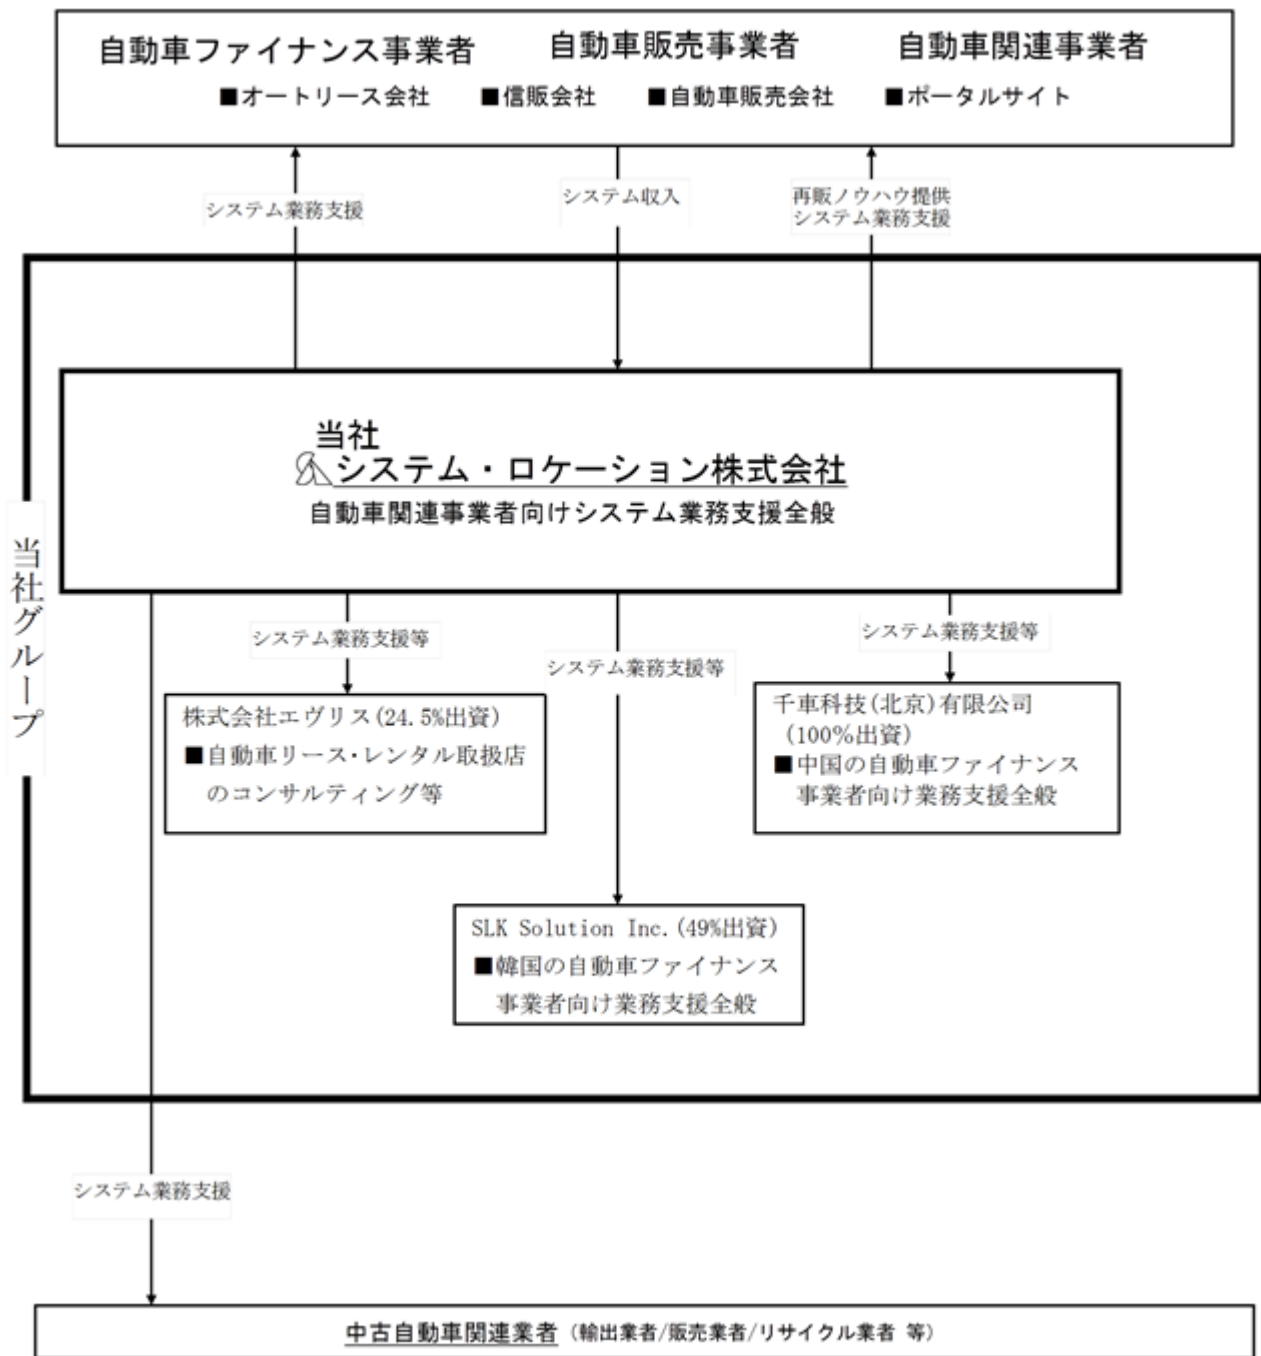 自動車ファイナンス事業者 自動車販売事業者 自動車関連事業者
■オートリース会社 ■信販会社 ■自動車販売会社 ■ポータルサイト
システム業務支援
システム収入
再販ノウハウ提供
システム業務支援
当社グループ
当社
システム・ロケーション株式会社
自動車関連事業者向けシステム業務支援全般
システム業務支援等
システム業務支援等
システム業務支援等
株式会社エヴリス(24.5%出資)
■自動車リース・レンタル取扱店
のコンサルティング等
千車科技(北京)有限公司
(100%出資)
■中国の自動車ファイナンス
事業者向け業務支援全般
SLK Solution Inc.(49%出資)
■韓国の自動車ファイナンス
事業者向け業務支援全般
システム業務支援
中古自動車関連業者 (輸出業者/販売業者/リサイクル業者 等)